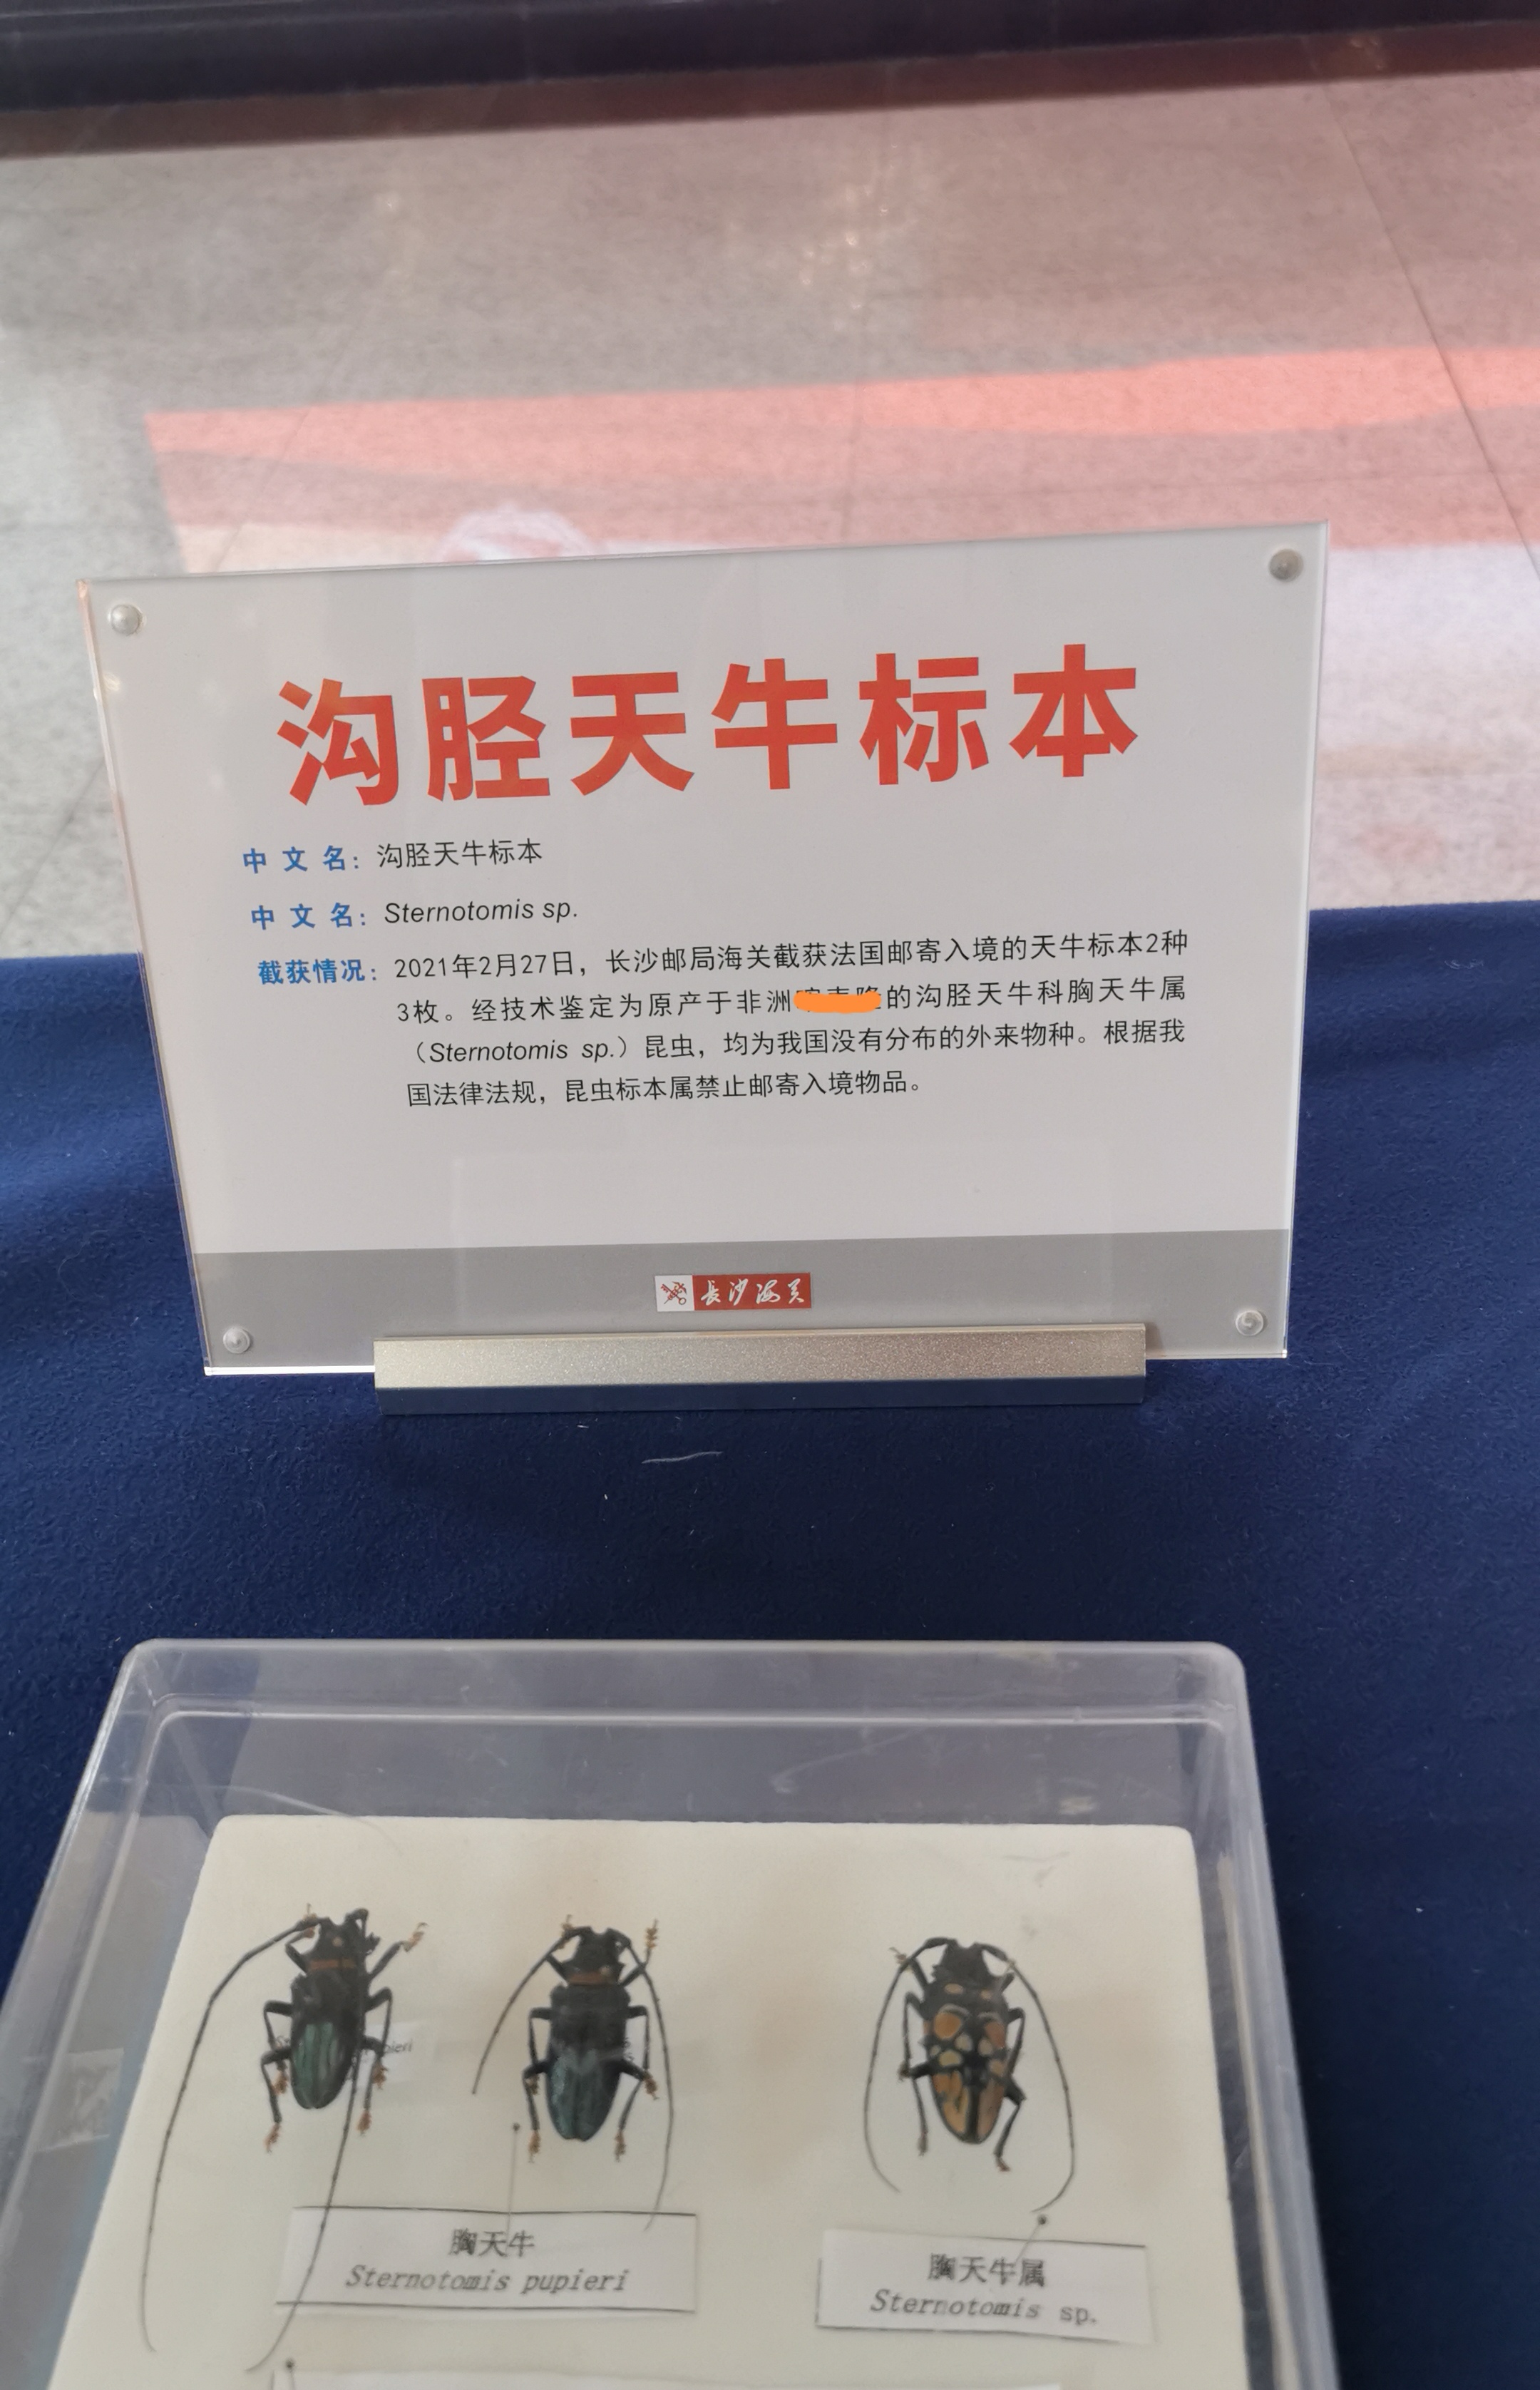 沟胫天牛标本
中 文 名：沟胫天牛标本
中 文 名：Sternotomis sp.
截获情况：2021年2月27日，长沙邮局海关截获法国邮寄入境的天牛标本2种
3枚。经技术鉴定为原产于非洲的沟胫天牛科胸天牛属
（Sternotomis sp.）昆虫，均为我国没有分布的外来物种。根据我
国法律法规，昆虫标本属禁止邮寄入境物品。
長沙海关
pieri
胸天牛
Sternotomis pupieri
胸天牛属
Sternotomis sp.